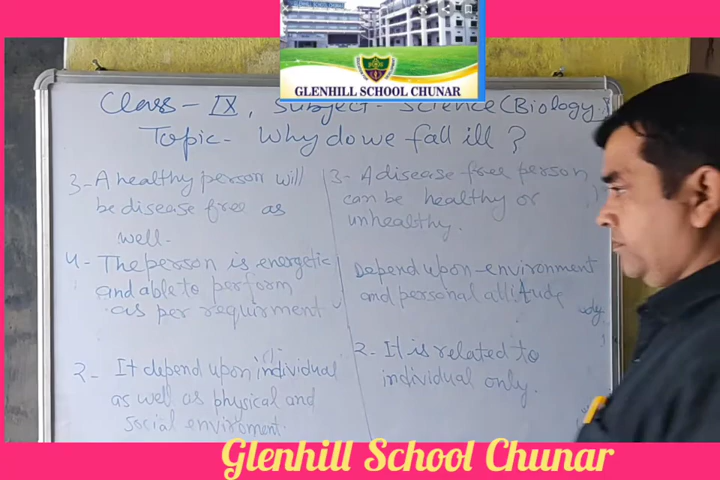 GLENHILL SCHOOL CHUNAR
Class - IX, Subject - Science (Biology)
Topic - Why do we fall ill ?
3 - A healthy person will
be disease free as
well.
4 - The person is energetic
and able to perform
as per requirment
2 - It depend upon individual
as well as physical and
social enviroment.
3 - A disease free person
can be healthy or
unhealthy.
Depend upon environment
and personal attitude
2 - It is related to
individual only.
Glenhill School Chunar